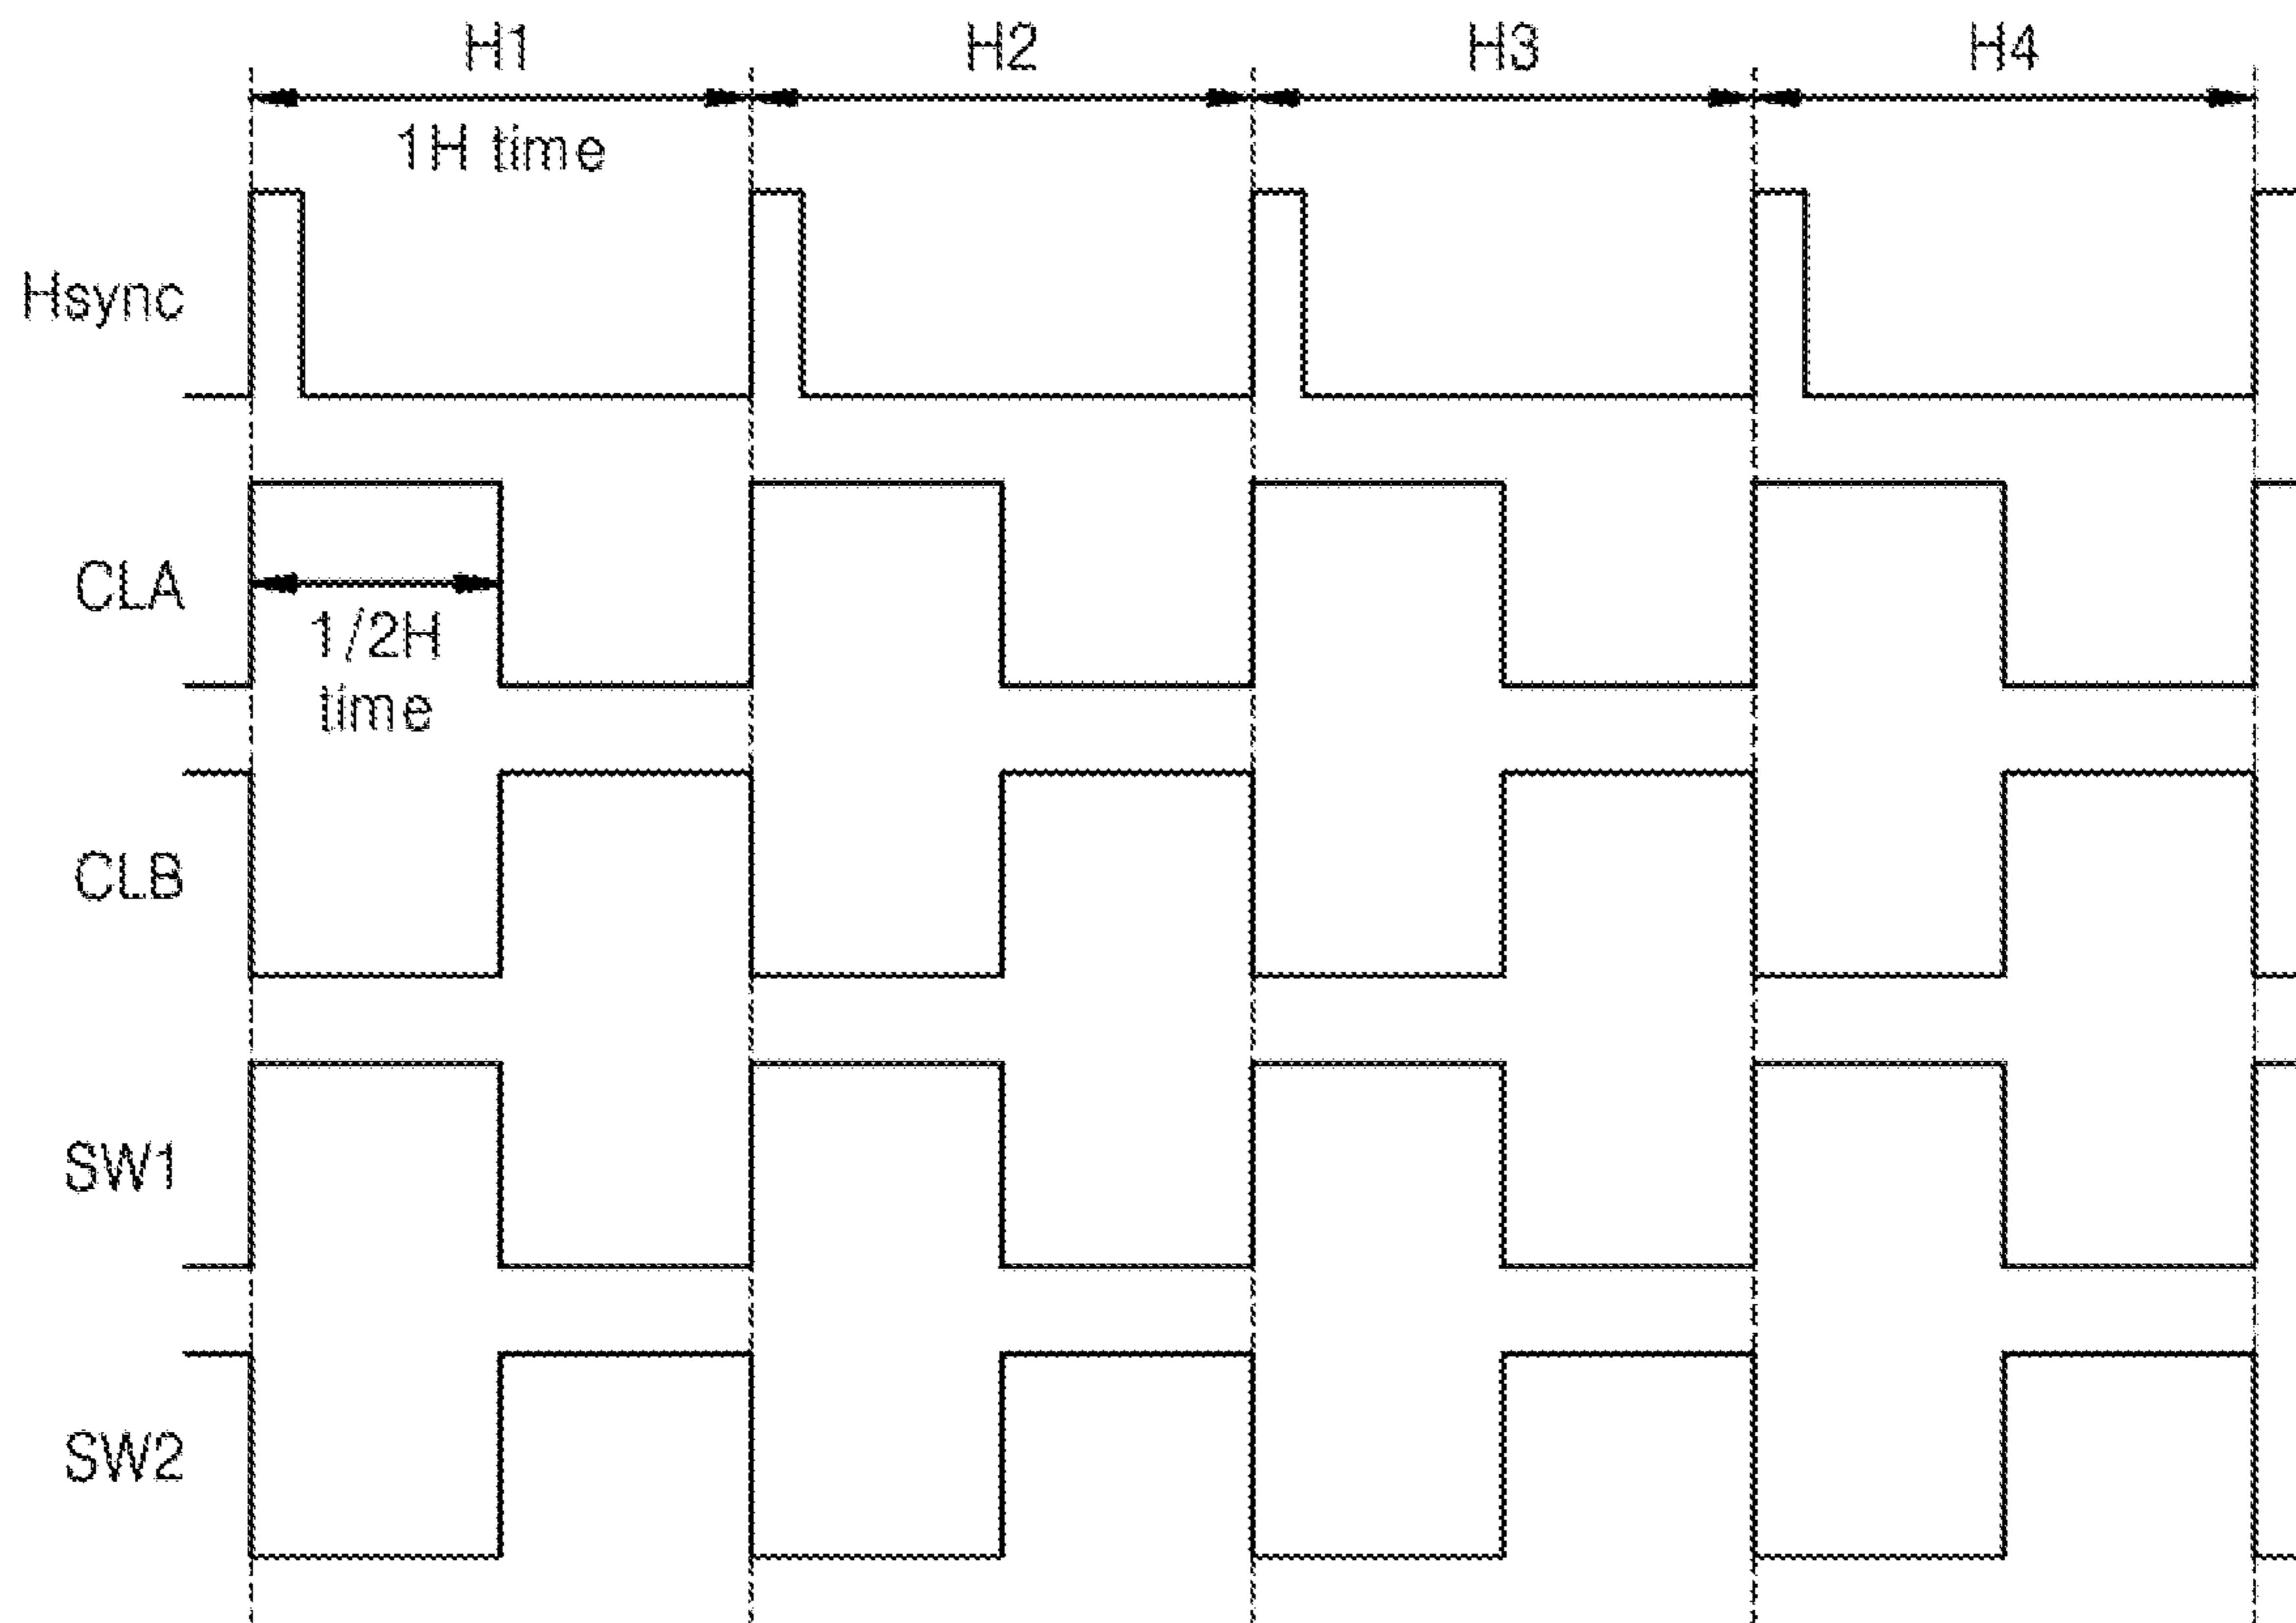 H1 H2 H3 H4
1H time
Hsync
CLA
1/2H
time
CLB
SW1
SW2